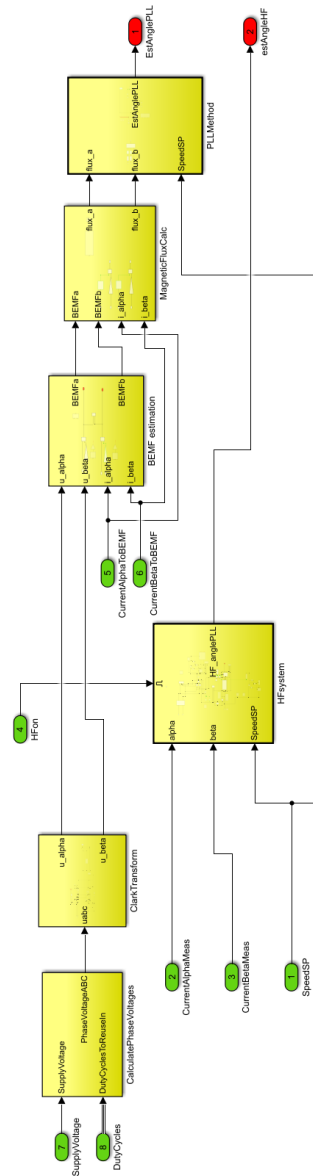 7
SupplyVoltage
8
DutyCycles
SupplyVoltage
PhaseVoltageABC
DutyCyclesToReuseIn
CalculatePhaseVoltages
uabc
u_alpha
u_beta
ClarkTransform
4
HFon
2
CurrentAlphaMeas
3
CurrentBetaMeas
1
SpeedSP
alpha
beta
SpeedSP
HF_anglePLL
HFsystem
5
CurrentAlphaToBEMF
6
CurrentBetaToBEMF
u_alpha
u_beta
i_alpha
i_beta
BEMFa
BEMFb
BEMF estimation
BEMFa
BEMFb
i_alpha
i_beta
flux_a
flux_b
MagneticFluxCalc
flux_a
flux_b
SpeedSP
EstAnglePLL
PLLMethod
1
EstAnglePLL
2
estAngleHF